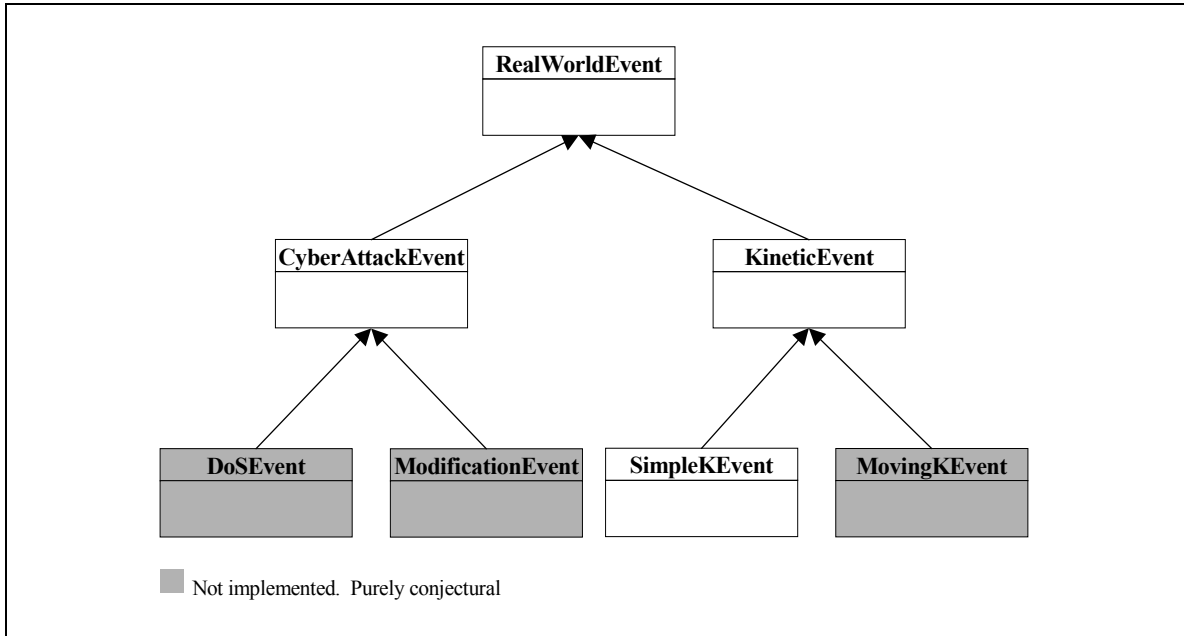 RealWorldEvent
CyberAttackEvent
KineticEvent
DoSEvent
ModificationEvent
SimpleKEvent
MovingKEvent
Not implemented.  Purely conjectural